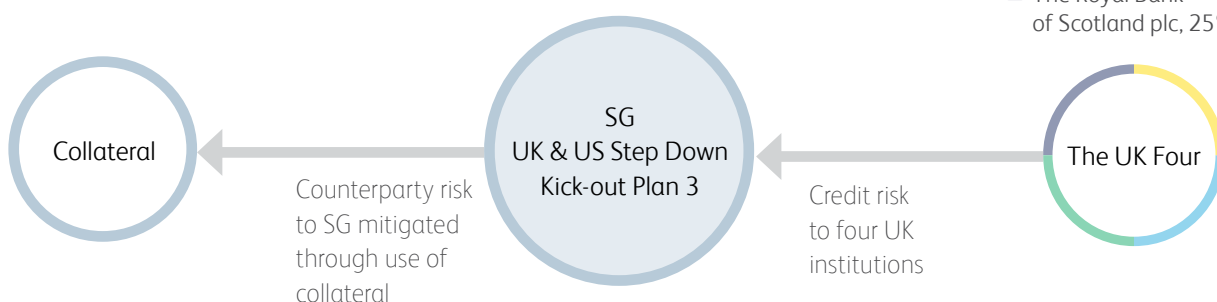 of Scotland plc, 25
SG
UK & US Step Down
Kick-out Plan 3
Collateral
The UK Four
Counterparty risk
to SG mitigated
through use of
collateral
Credit risk
to four UK
institutions